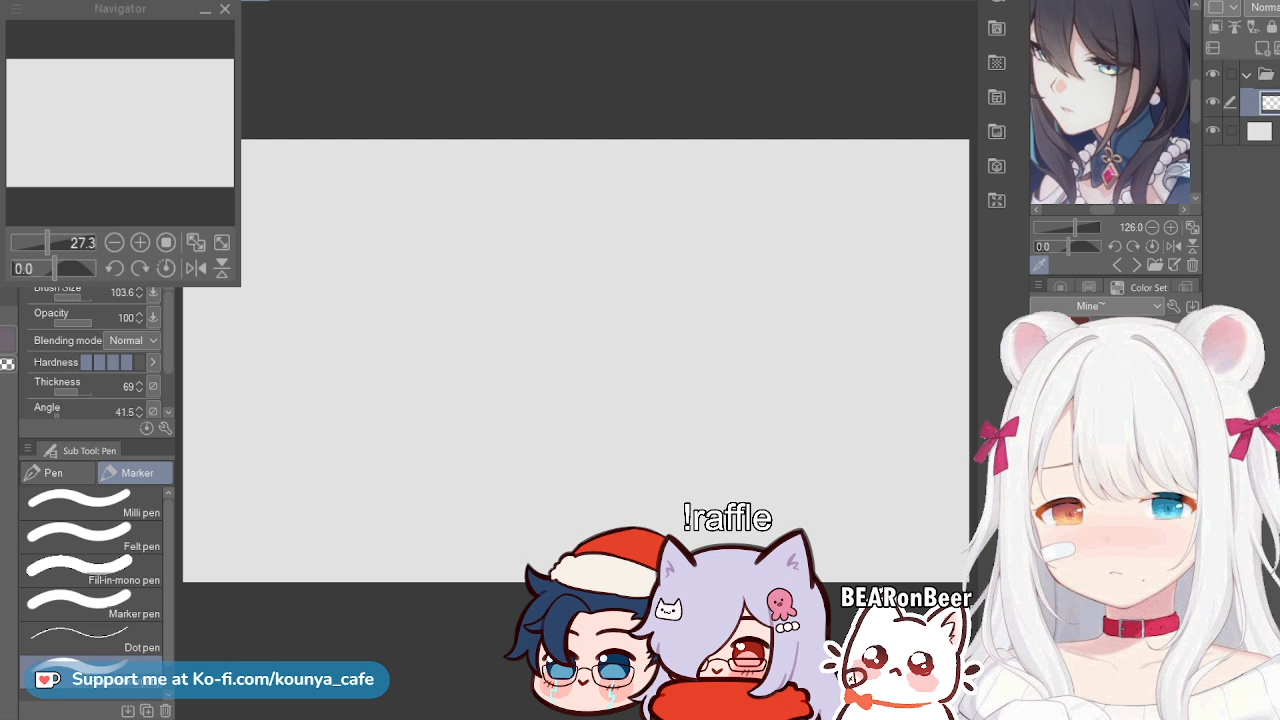 Navigator
27.3
0.0
Brush Size
103.6
Opacity
100
Blending mode Normal
Hardness
Thickness
69
Angle
41.5
Sub Tool: Pen
Pen
Marker
Milli pen
Felt pen
Fill-in-mono pen
Marker pen
Dot pen
Support me at Ko-fi.com/kounya_cafe
!raffle
BEARonBeer
126.0
0.0
Color Set
Mine~